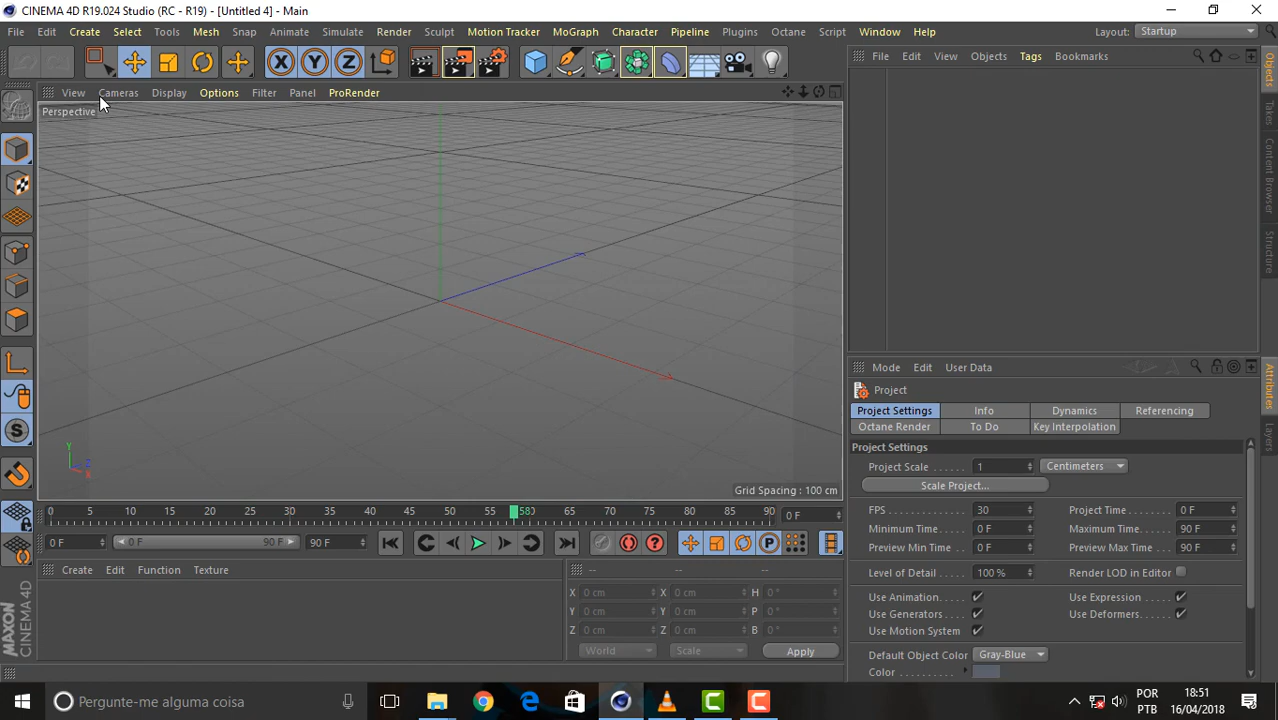 CINEMA 4D R19.024 Studio (RC - R19) - [Untitled 4] - Main
File Edit Create Select Tools Mesh Snap Animate Simulate Render Sculpt Motion Tracker MoGraph Character Pipeline Plugins Octane Script Window Help Layout: Startup
X Y Z
File Edit View Objects Tags Bookmarks
View Cameras Display Options Filter Panel ProRender
Perspective
Y
Z
X
Grid Spacing : 100 cm
0 5 10 15 20 25 30 35 40 45 50 55 580 65 70 75 80 85 90 0 F
0 F 0 F 90 F 90 F P
Create Edit Function Texture
-- -- --
X 0 cm X 0 cm H 0 °
Y 0 cm Y 0 cm P 0 °
Z 0 cm Z 0 cm B 0 °
World Scale Apply
MAXON CINEMA 4D
Objects
Takes
Content Browser
Structure
Mode Edit User Data
Project
Project Settings Info Dynamics Referencing
Octane Render To Do Key Interpolation
Project Settings
Project Scale . . . . . . 1 Centimeters
Scale Project...
FPS 30 Project Time 0 F
Minimum Time 0 F Maximum Time 90 F
Preview Min Time 0 F Preview Max Time 90 F
Level of Detail 100 % Render LOD in Editor
Use Animation Use Expression
Use Generators Use Deformers
Use Motion System
Default Object Color Gray-Blue
Color
Attributes
Layers
Pergunte-me alguma coisa
POR 18:51
PTB 16/04/2018